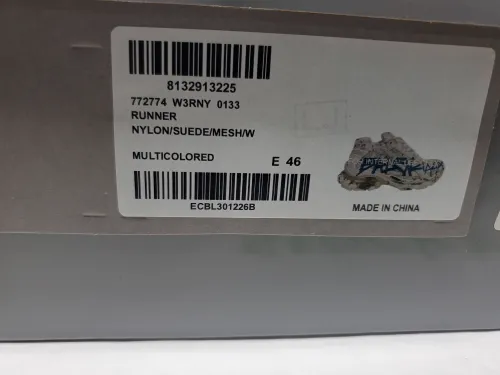 8132913225
772774 W3RNY 0133
RUNNER
NYLON/SUEDE/MESH/W
MULTICOLORED E 46
ECBL301226B
MADE IN CHINA